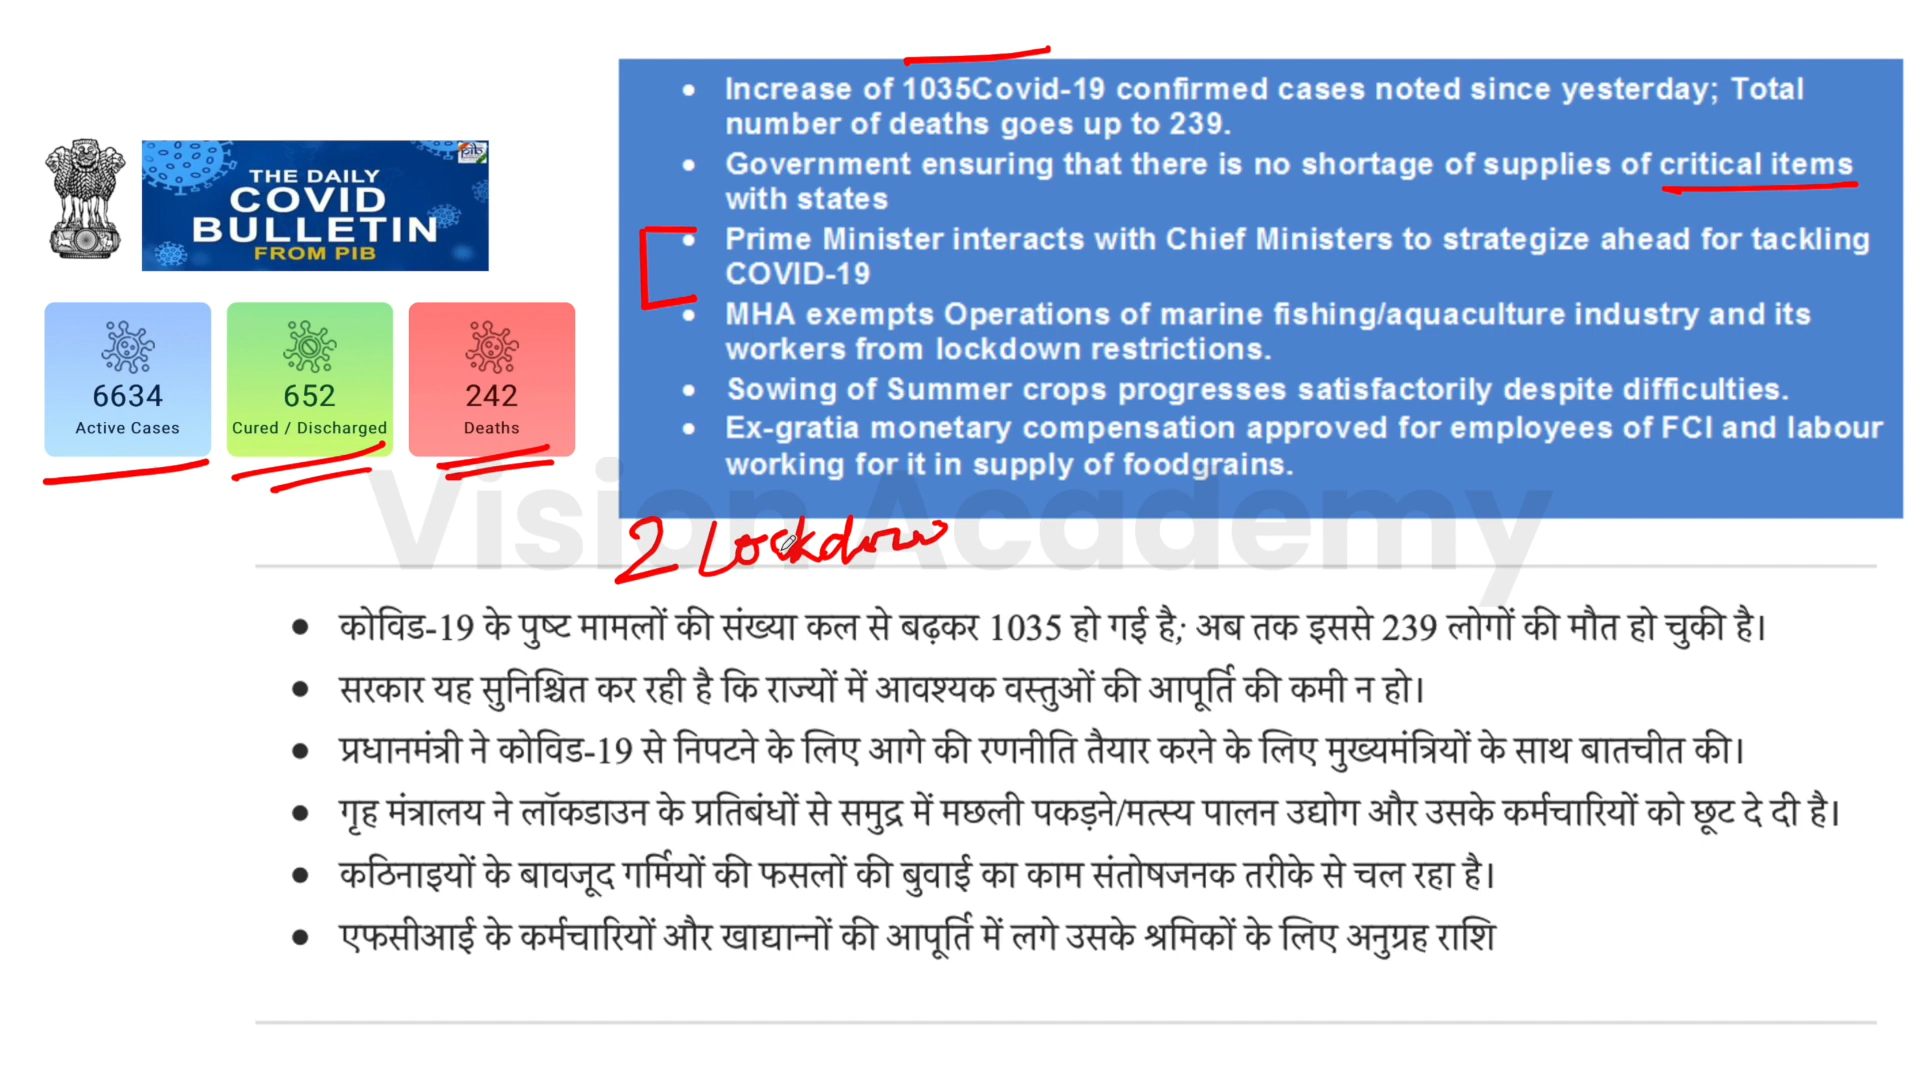 THE DAILY
COVID
BULLETIN
FROM PIB
6634
Active Cases
652
Cured / Discharged
242
Deaths
• Increase of 1035Covid-19 confirmed cases noted since yesterday; Total
number of deaths goes up to 239.
• Government ensuring that there is no shortage of supplies of critical items
with states
• Prime Minister interacts with Chief Ministers to strategize ahead for tackling
COVID-19
• MHA exempts Operations of marine fishing/aquaculture industry and its
workers from lockdown restrictions.
• Sowing of Summer crops progresses satisfactorily despite difficulties.
• Ex-gratia monetary compensation approved for employees of FCI and labour
working for it in supply of foodgrains.
Vision Academy
2 Lockdown
• कोविड-19 के पुष्ट मामलों की संख्या कल से बढ़कर 1035 हो गई है; अब तक इससे 239 लोगों की मौत हो चुकी है।
• सरकार यह सुनिश्चित कर रही है कि राज्यों में आवश्यक वस्तुओं की आपूर्ति की कमी न हो।
• प्रधानमंत्री ने कोविड-19 से निपटने के लिए आगे की रणनीति तैयार करने के लिए मुख्यमंत्रियों के साथ बातचीत की।
• गृह मंत्रालय ने लॉकडाउन के प्रतिबंधों से समुद्र में मछली पकड़ने/मत्स्य पालन उद्योग और उसके कर्मचारियों को छूट दे दी है।
• कठिनाइयों के बावजूद गर्मियों की फसलों की बुवाई का काम संतोषजनक तरीके से चल रहा है।
• एफसीआई के कर्मचारियों और खाद्यान्नों की आपूर्ति में लगे उसके श्रमिकों के लिए अनुग्रह राशि